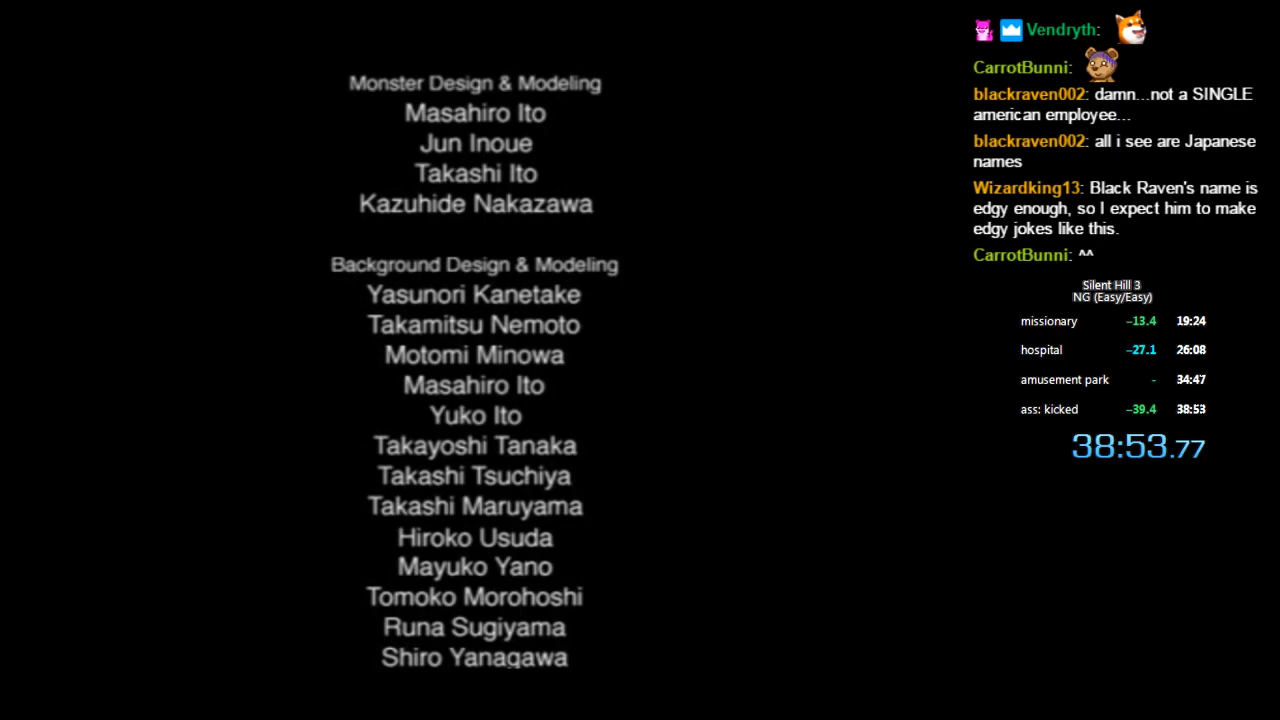 Monster Design & Modeling
Masahiro Ito
Jun Inoue
Takashi Ito
Kazuhide Nakazawa
Background Design & Modeling
Yasunori Kanetake
Takamitsu Nemoto
Motomi Minowa
Masahiro Ito
Yuko Ito
Takayoshi Tanaka
Takashi Tsuchiya
Takashi Maruyama
Hiroko Usuda
Mayuko Yano
Tomoko Morohoshi
Runa Sugiyama
Shiro Yanagawa
Vendryth:
CarrotBunni:
blackraven002: damn...not a SINGLE
american employee...
blackraven002: all i see are Japanese
names
Wizardking13: Black Raven's name is
edgy enough, so I expect him to make
edgy jokes like this.
CarrotBunni: ^^
Silent Hill 3
NG (Easy/Easy)
missionary −13.4 19:24
hospital −27.1 26:08
amusement park - 34:47
ass: kicked −39.4 38:53
38:53.77